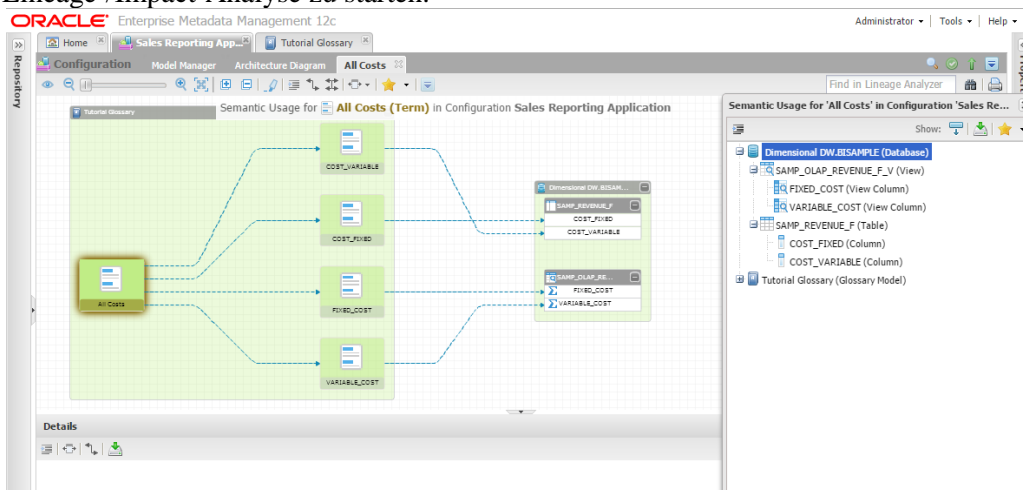 Lineage /Impact-Analyse zu starten.
ORACLE Enterprise Metadata Management 12c
Administrator Tools Help
Home Sales Reporting App... Tutorial Glossary
Repository
Configuration Model Manager Architecture Diagram All Costs
Find in Lineage Analyzer
Tutorial Glossary
Semantic Usage for All Costs (Term) in Configuration Sales Reporting Application
COST_VARIABLE
COST_FIXED
All Costs
FIXED_COST
VARIABLE_COST
Dimensional DW.BISAM...
SAMP_REVENUE_F
COST_FIXED
COST_VARIABLE
SAMP_OLAP_RE...
FIXED_COST
VARIABLE_COST
Semantic Usage for 'All Costs' in Configuration 'Sales Re...
Show:
Dimensional DW.BISAMPLE (Database)
SAMP_OLAP_REVENUE_F_V (View)
FIXED_COST (View Column)
VARIABLE_COST (View Column)
SAMP_REVENUE_F (Table)
COST_FIXED (Column)
COST_VARIABLE (Column)
Tutorial Glossary (Glossary Model)
Details